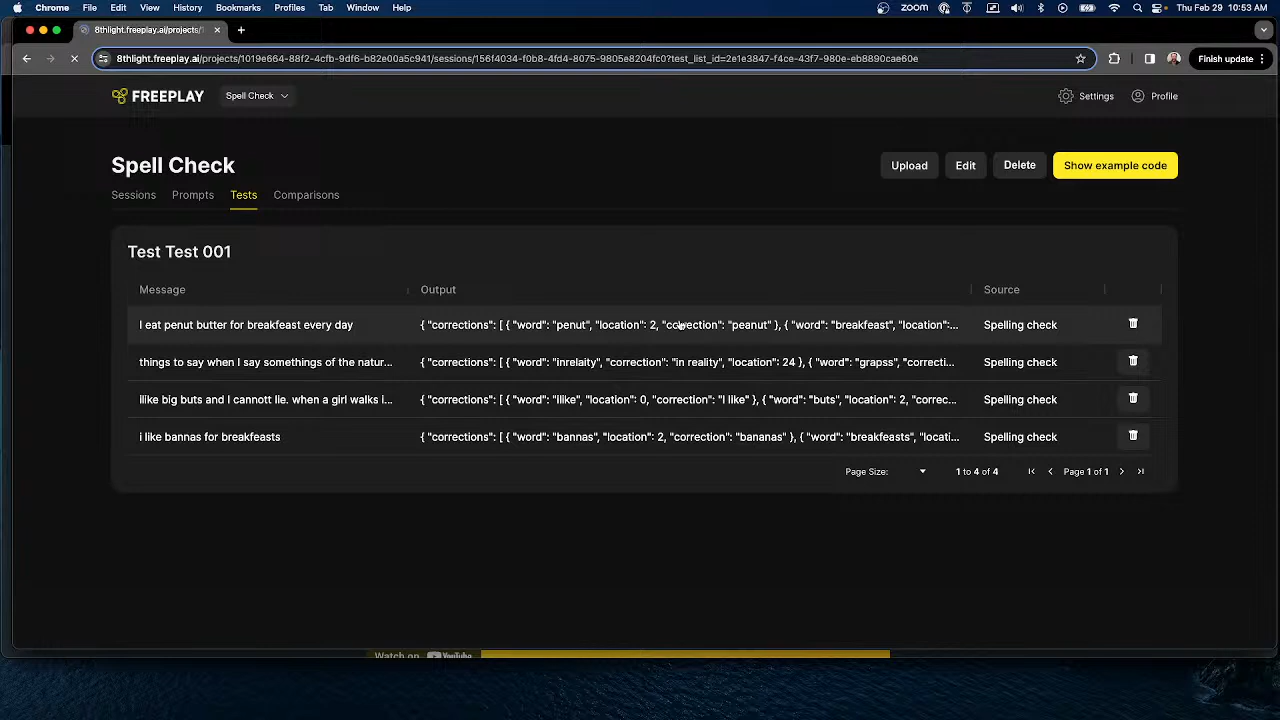 Chrome File Edit View History Bookmarks Profiles Tab Window Help zoom Thu Feb 29 10:53 AM
8thlight.freeplay.ai/projects/1
8thlight.freeplay.ai/projects/1019e664-88f2-4cfb-9df6-b82e00a5c941/sessions/156f4034-f0b8-4fd4-8075-9805e8204fc0?test_list_id=2e1e3847-f4ce-43f7-980e-eb8890cae60e Finish update
FREEPLAY Spell Check Settings Profile
Spell Check Upload Edit Delete Show example code
Sessions Prompts Tests Comparisons
Test Test 001
Message Output Source
I eat penut butter for breakfeast every day { "corrections": [ { "word": "penut", "location": 2, "correction": "peanut" }, { "word": "breakfeast", "location":... Spelling check
things to say when I say somethings of the natur... { "corrections": [ { "word": "inrelaity", "correction": "in reality", "location": 24 }, { "word": "grapss", "correcti... Spelling check
Ilike big buts and I cannott lie. when a girl walks i... { "corrections": [ { "word": "Ilike", "location": 0, "correction": "I like" }, { "word": "buts", "location": 2, "correc... Spelling check
i like bannas for breakfeasts { "corrections": [ { "word": "bannas", "location": 2, "correction": "bananas" }, { "word": "breakfeasts", "locati... Spelling check
Page Size: 1 to 4 of 4 Page 1 of 1
Watch on YouTube